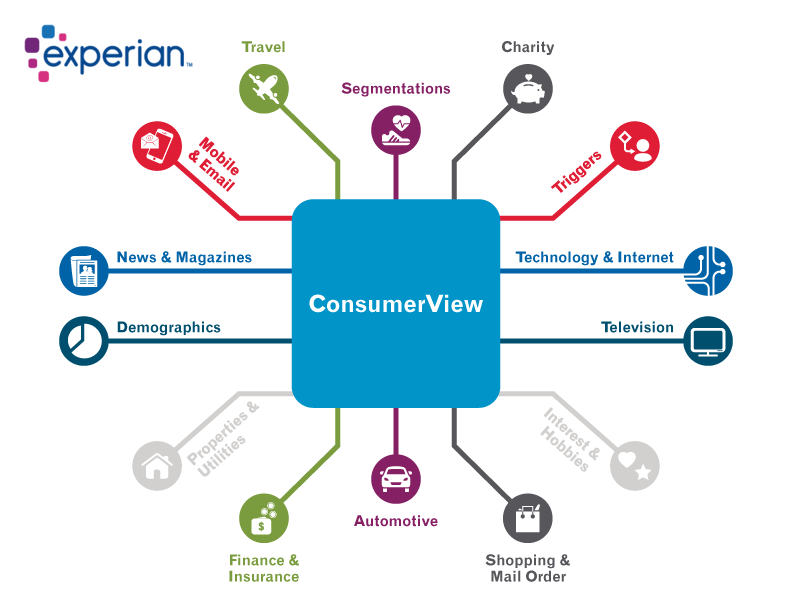 experian™
Travel
Charity
Segmentations
Mobile
& Email
Triggers
News & Magazines
Technology & Internet
ConsumerView
Demographics
Television
Properties &
Utilities
Interest &
Hobbies
$
Automotive
Finance &
Insurance
Shopping &
Mail Order